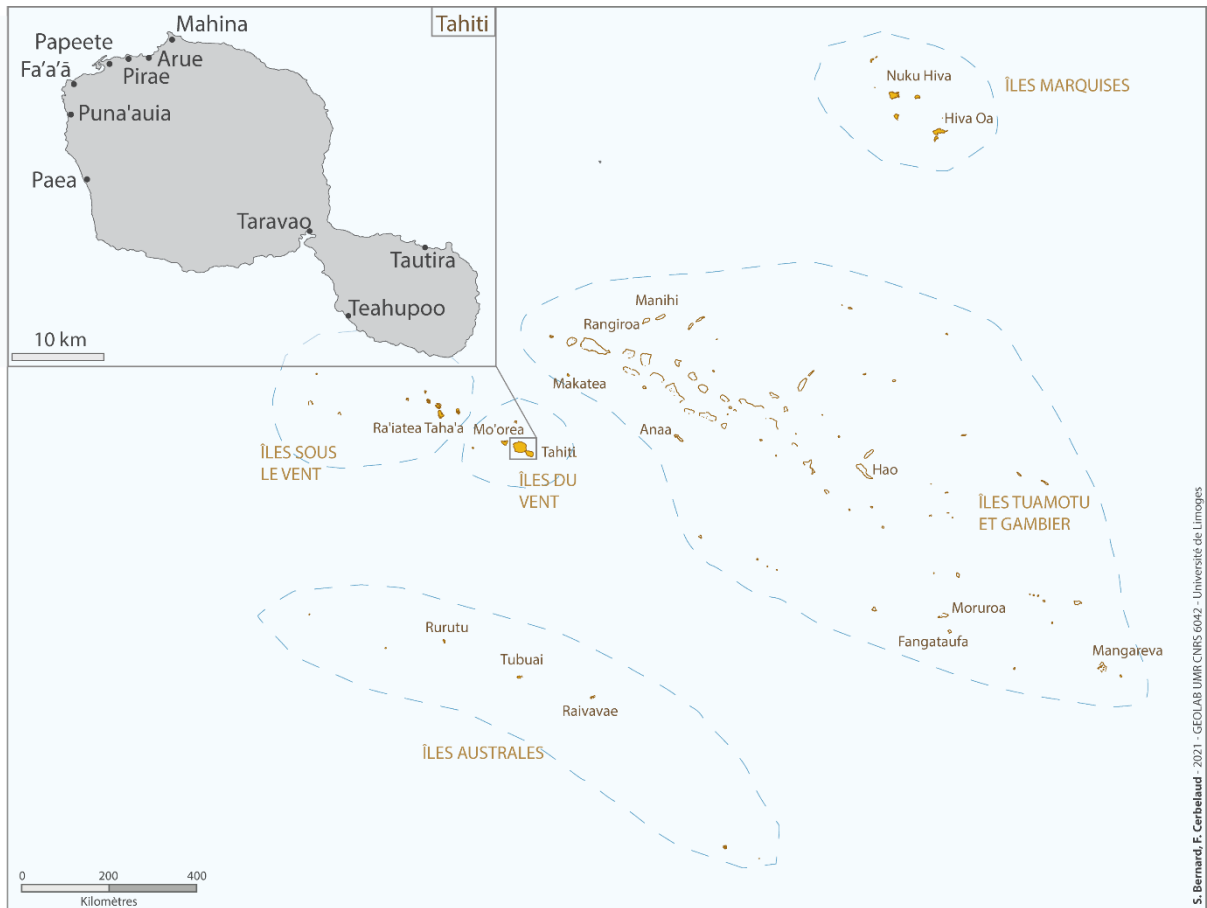 Tahiti
Mahina
Papeete
Arue
Fa'a'ā
Pirae
Puna'auia
Paea
Taravao
Tautira
Teahupoo
10 km
Nuku Hiva
ÎLES MARQUISES
Hiva Oa
Manihi
Rangiroa
Makatea
Ra'iatea Taha'a
Mo'orea
Anaa
Tahiti
ÎLES SOUS
LE VENT
ÎLES DU
VENT
Hao
ÎLES TUAMOTU
ET GAMBIER
Moruroa
Fangataufa
Mangareva
Rurutu
Tubuai
Raivavae
ÎLES AUSTRALES
0 200 400
Kilomètres
S. Bernard, F. Cerbelaud - 2021 - GEOLAB UMR CNRS 6042 - Université de Limoges